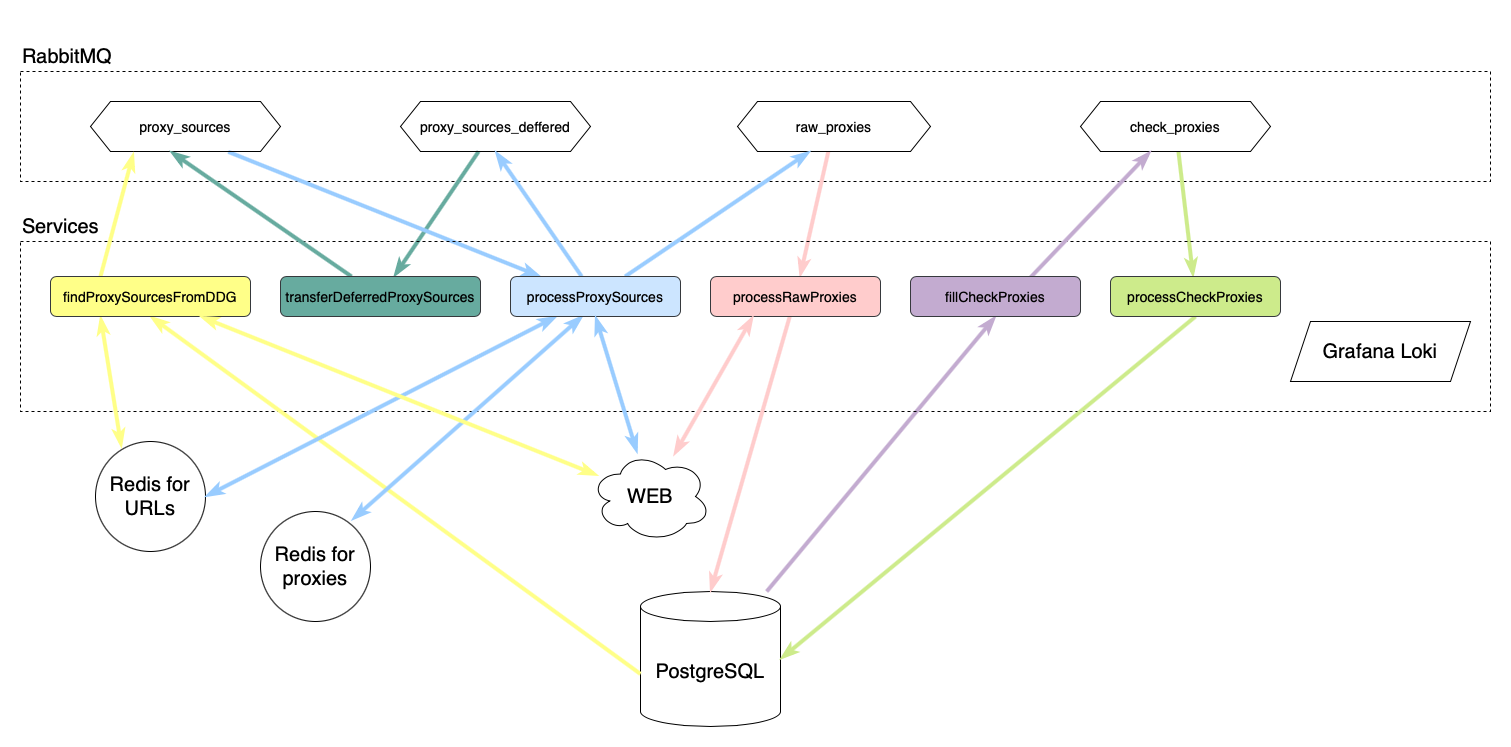 RabbitMQ
proxy_sources
proxy_sources_deffered
raw_proxies
check_proxies
Services
findProxySourcesFromDDG
transferDeferredProxySources
processProxySources
processRawProxies
fillCheckProxies
processCheckProxies
Grafana Loki
Redis for
URLs
WEB
Redis for
proxies
PostgreSQL